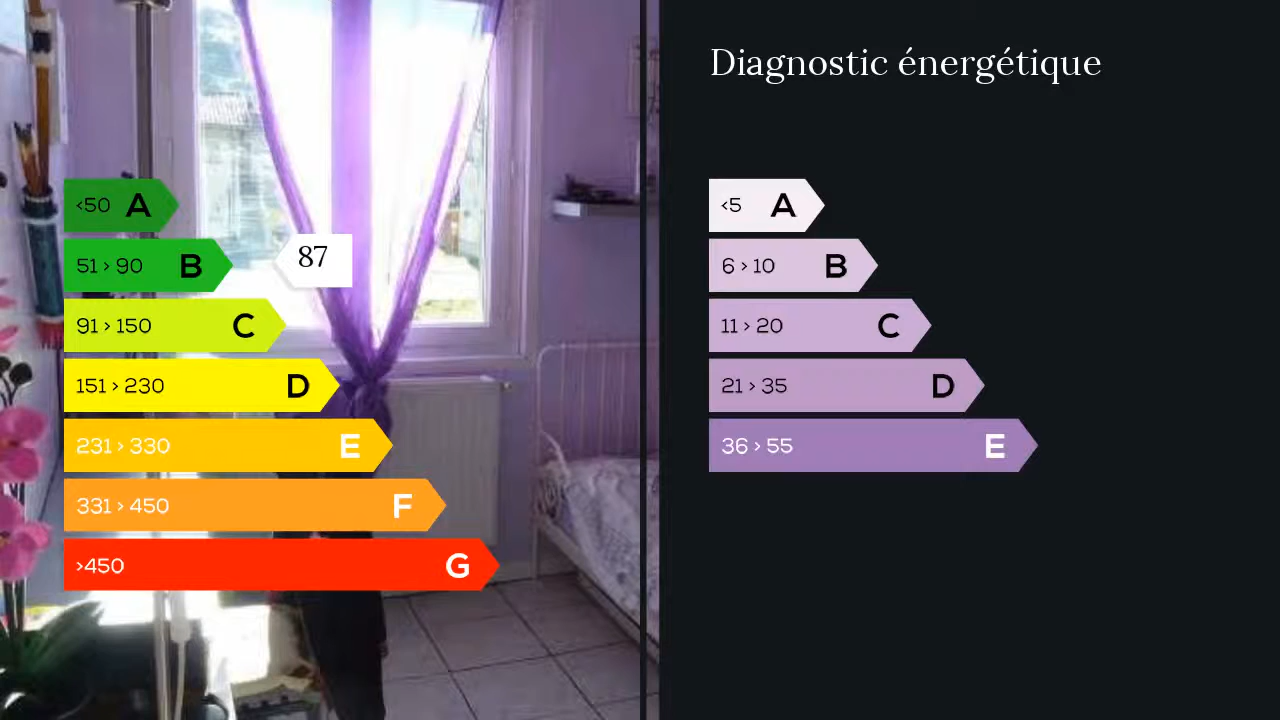 Diagnostic énergétique
<50 A
51 > 90 B
87
91 > 150 C
151 > 230 D
231 > 330 E
331 > 450 F
>450 G
<5 A
6 > 10 B
11 > 20 C
21 > 35 D
36 > 55 E